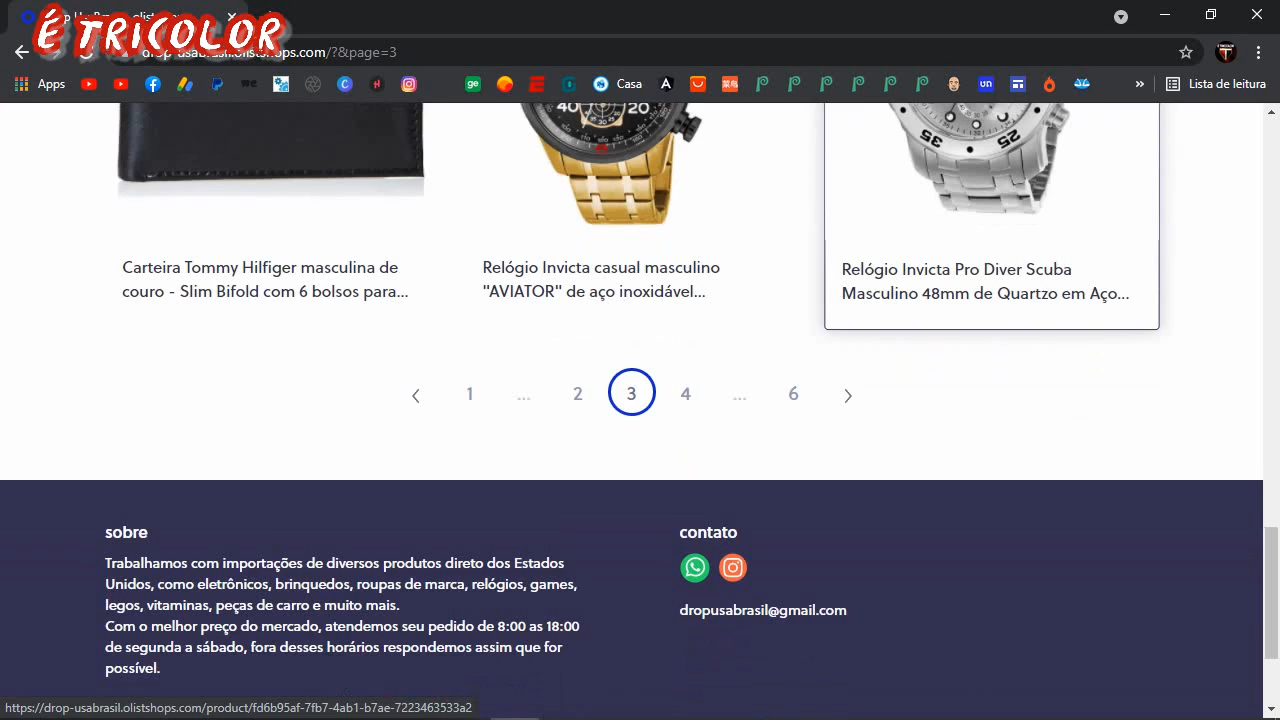 É TRICOLOR
drop-usabrasil.olistshops.com/?&page=3
Apps
Casa
Lista de leitura
40
20
35
25
Carteira Tommy Hilfiger masculina de
couro - Slim Bifold com 6 bolsos para...
Relógio Invicta casual masculino
"AVIATOR" de aço inoxidável...
Relógio Invicta Pro Diver Scuba
Masculino 48mm de Quartzo em Aço...
1 ... 2 3 4 ... 6
sobre
Trabalhamos com importações de diversos produtos direto dos Estados
Unidos, como eletrônicos, brinquedos, roupas de marca, relógios, games,
legos, vitaminas, peças de carro e muito mais.
Com o melhor preço do mercado, atendemos seu pedido de 8:00 as 18:00
de segunda a sábado, fora desses horários respondemos assim que for
possível.
contato
dropusabrasil@gmail.com
https://drop-usabrasil.olistshops.com/product/fd6b95af-7fb7-4ab1-b7ae-7223463533a2